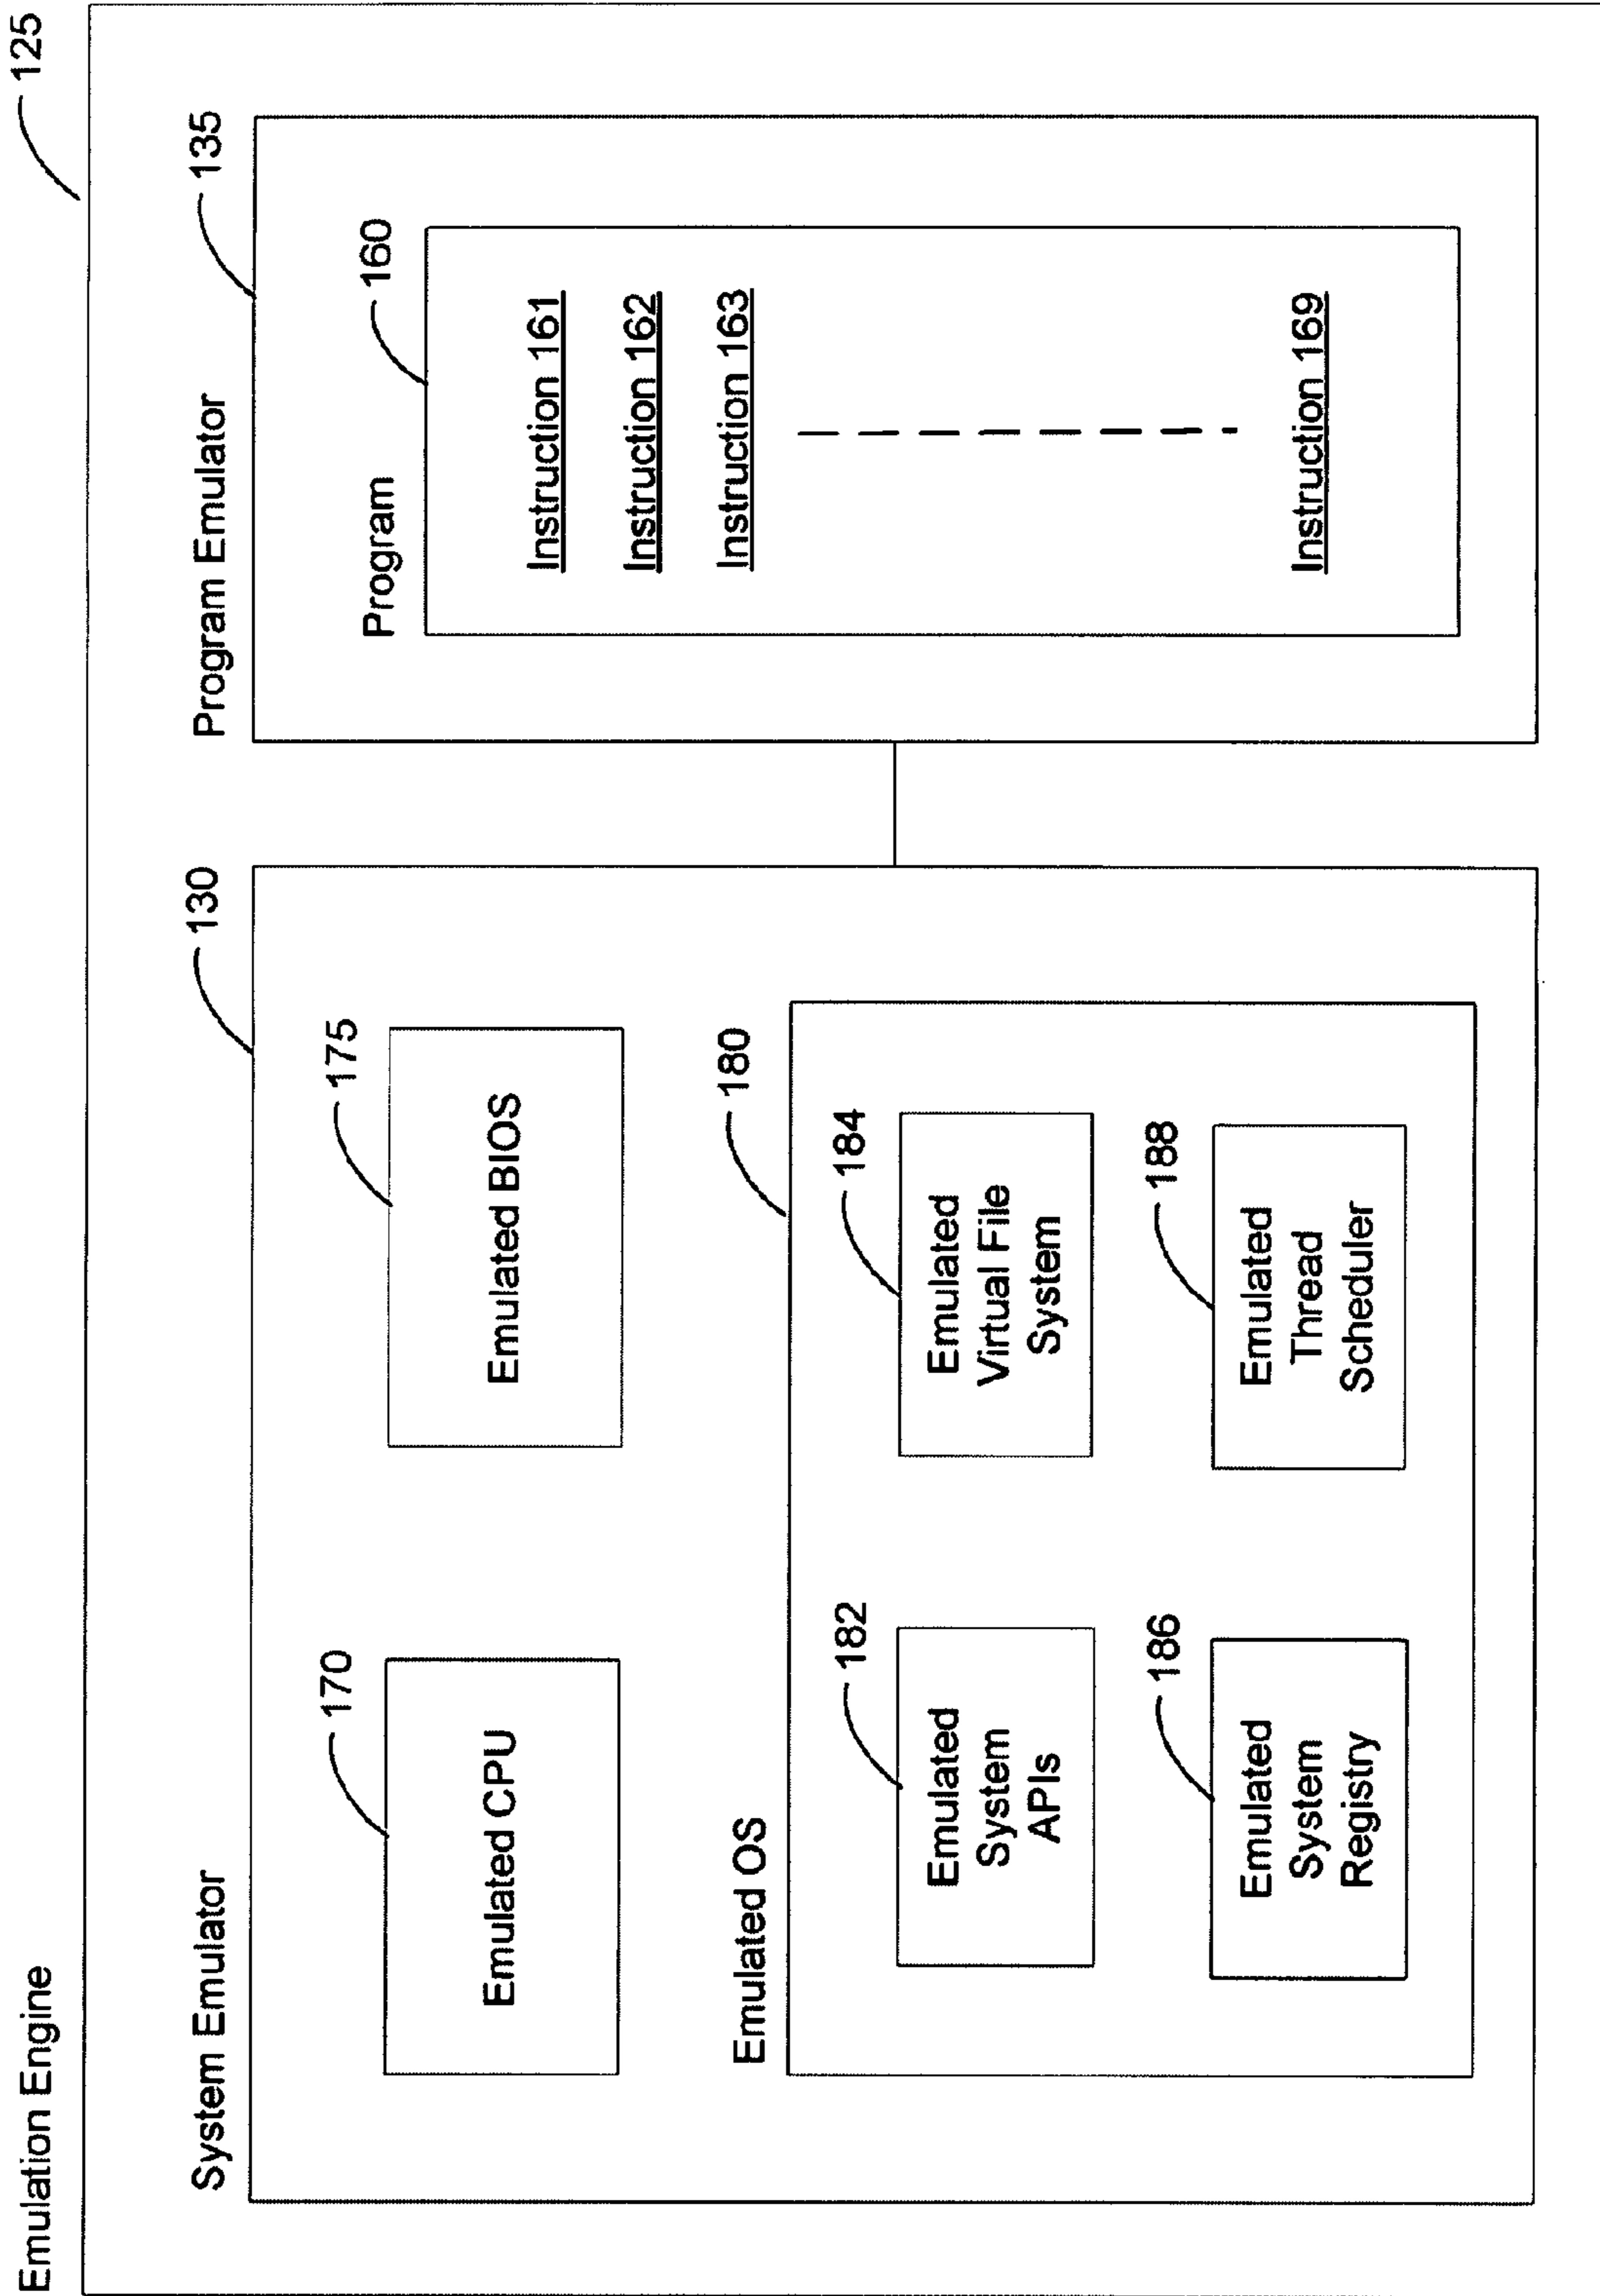 Emulation Engine
125
System Emulator
130
Emulated CPU
170
Emulated BIOS
175
Emulated OS
180
Emulated
System
APIs
182
Emulated
Virtual File
System
184
Emulated
System
Registry
186
Emulated
Thread
Scheduler
188
Program Emulator
135
Program
160
Instruction 161
Instruction 162
Instruction 163
Instruction 169